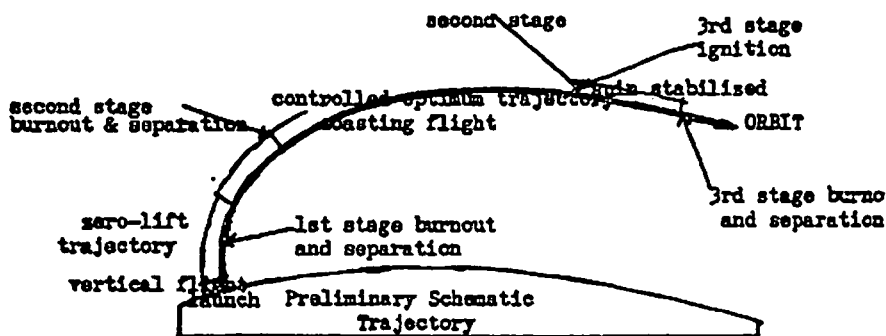 second stage
3rd stage
ignition
spin stabilised
second stage
burnout & separation
controlled optimum trajectory
coasting flight
ORBIT
3rd stage burno
and separation
zero-lift
trajectory
1st stage burnout
and separation
vertical flight
launch
Preliminary Schematic
Trajectory